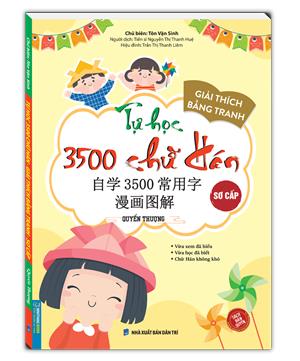 Chủ biên: Tôn Vận Sinh
Người dịch: Tiến sĩ Nguyễn Thị Thanh Huệ
Hiệu đính: Trần Thị Thanh Liêm
GIẢI THÍCH
BẰNG TRANH
Tự học
3500 chữ Hán
SƠ CẤP
自学 3500 常用字
漫画图解
QUYỂN THƯỢNG
Vừa xem đã hiểu
Vừa học đã biết
Chữ Hán không khó
NHÀ XUẤT BẢN DÂN TRÍ